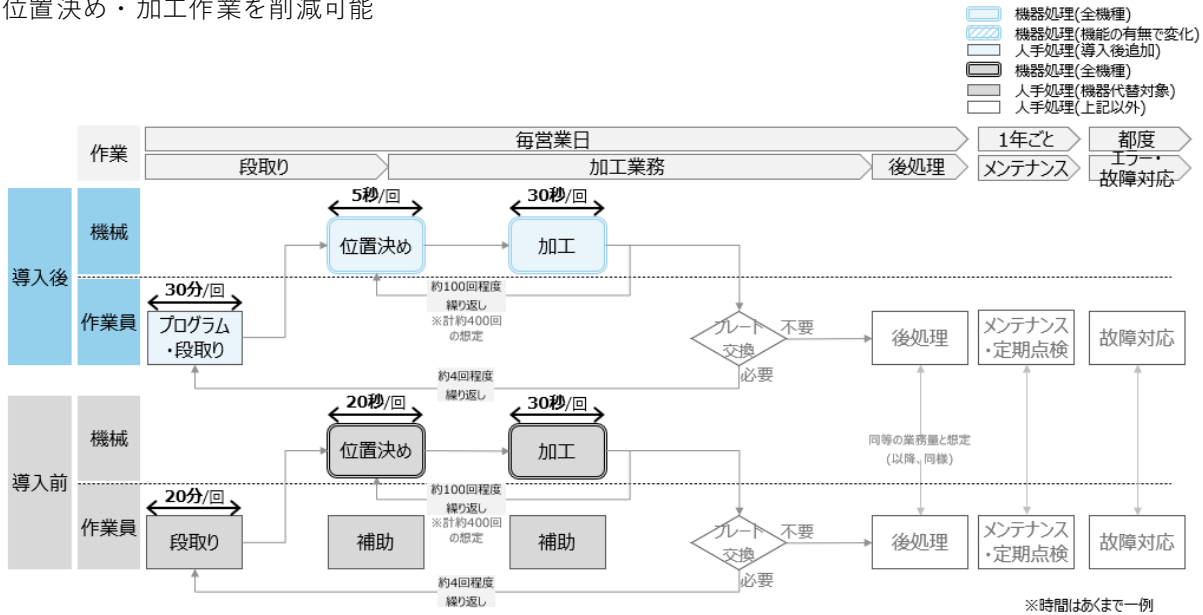 位置決め・加工作業を削減可能
機器処理(全機種)
機器処理(機能の有無で変化)
人手処理(導入後追加)
機器処理(全機種)
人手処理(機器代替対象)
人手処理(上記以外)
作業
毎営業日
1年ごと
都度
段取り
加工業務
後処理
メンテナンス
エラー・
故障対応
導入後
機械
5秒/回
30秒/回
位置決め
加工
約100回程度
繰り返し
※計約400回
の想定
作業員
30分/回
プログラム
・段取り
プレート
交換
不要
必要
後処理
メンテナンス
・定期点検
故障対応
約4回程度
繰り返し
導入前
機械
20秒/回
30秒/回
位置決め
加工
同等の業務量と想定
(以降、同様)
約100回程度
繰り返し
※計約400回
の想定
作業員
20分/回
段取り
補助
補助
プレート
交換
不要
必要
後処理
メンテナンス
・定期点検
故障対応
約4回程度
繰り返し
※時間はあくまで一例